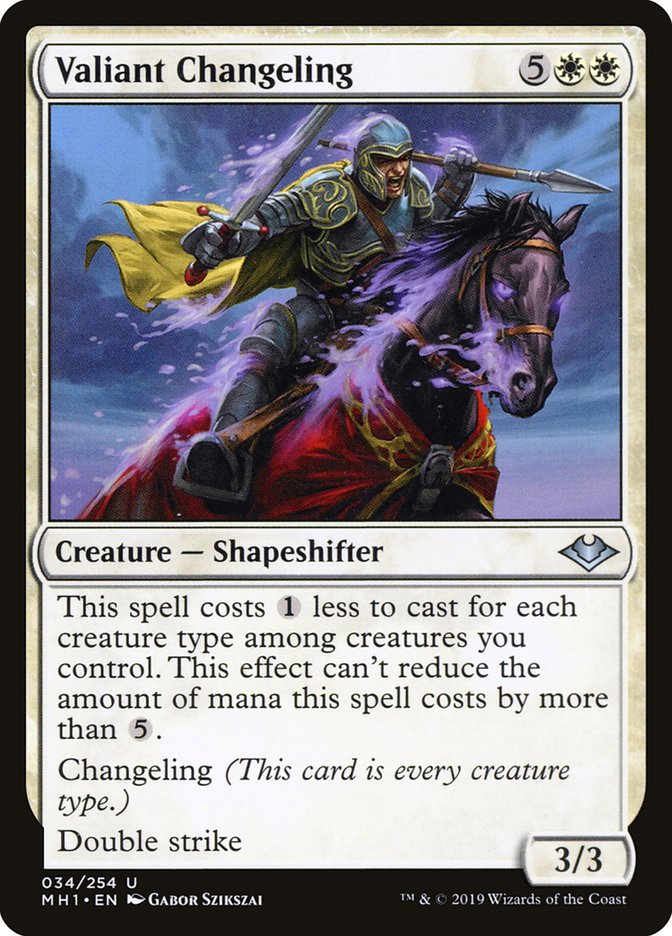 Valiant Changeling 5
Creature — Shapeshifter
This spell costs 1 less to cast for each
creature type among creatures you
control. This effect can't reduce the
amount of mana this spell costs by more
than 5.
Changeling (This card is every creature
type.)
Double strike
3/3
034/254 U
MH1 • EN Gabor Szikszai
™ & © 2019 Wizards of the Coast